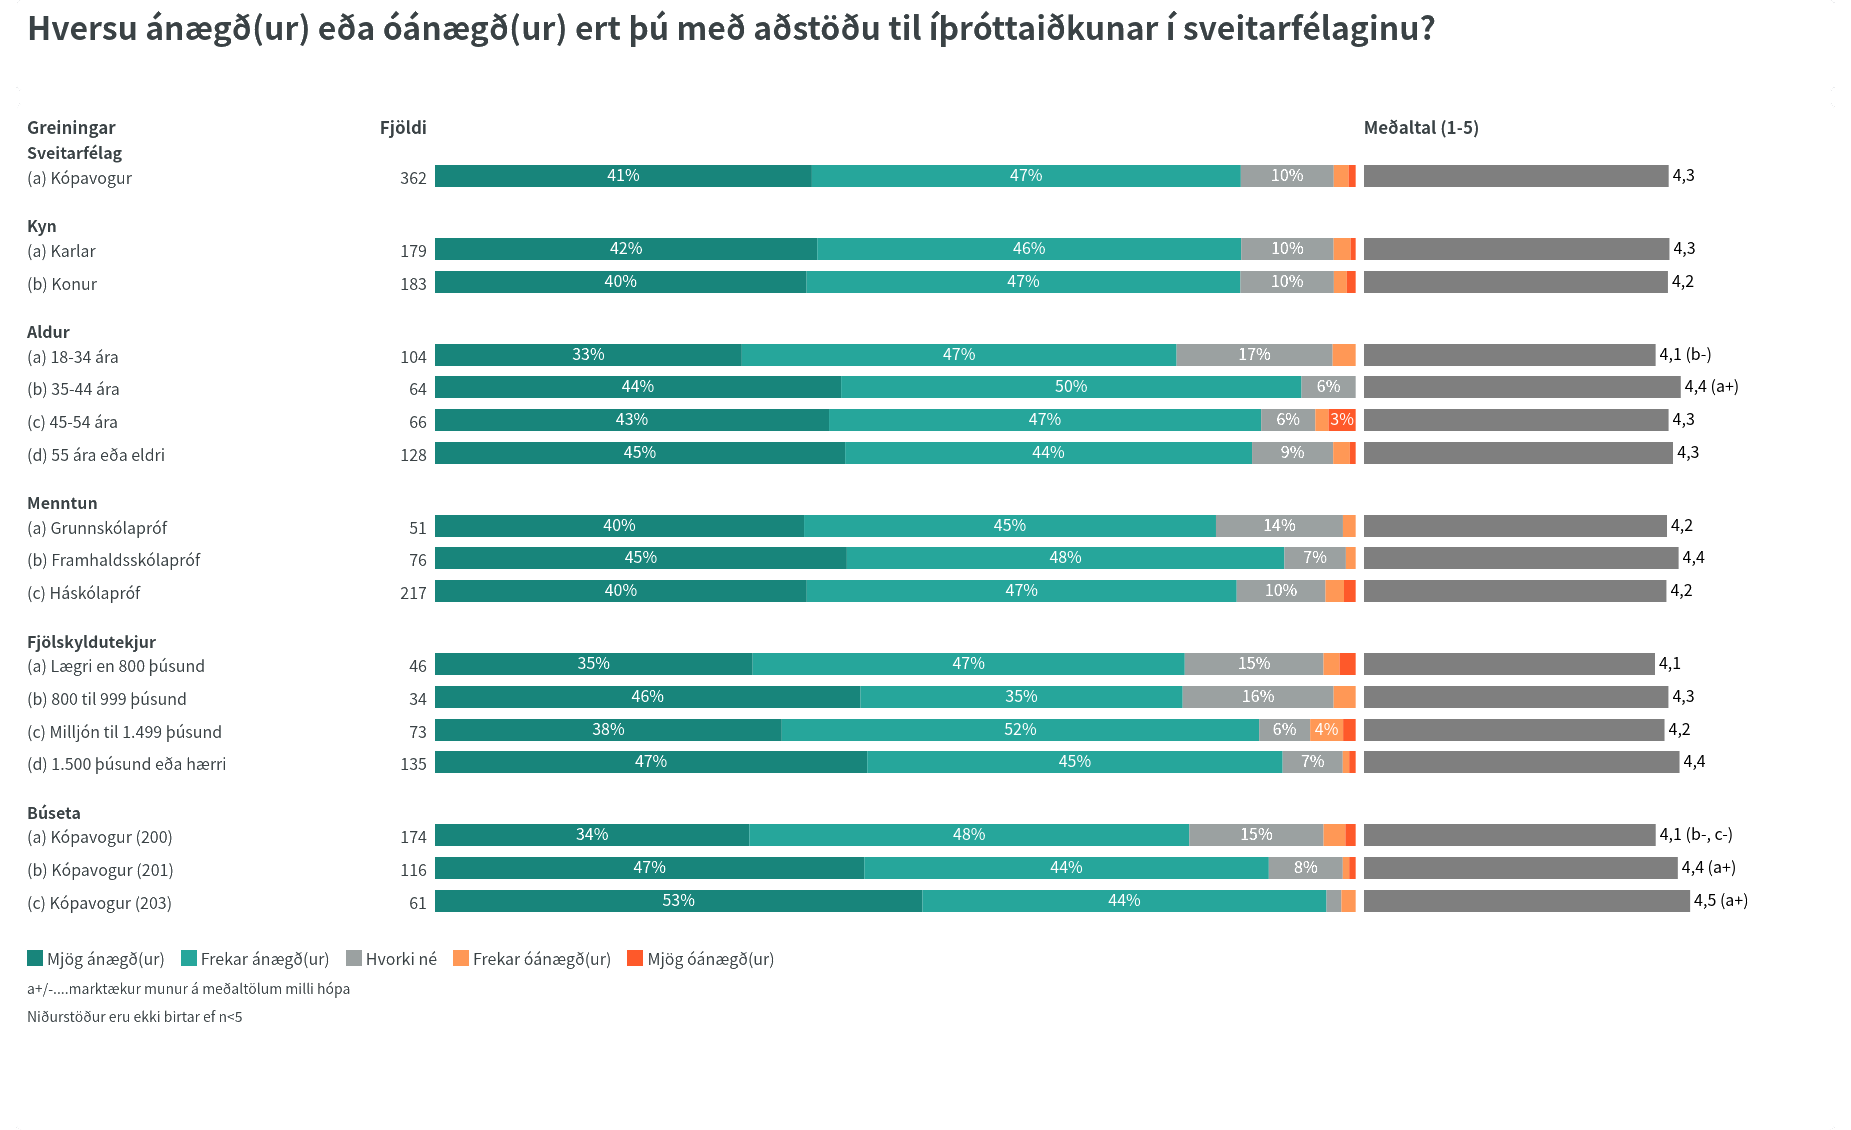 Hversu ánægð(ur) eða óánægð(ur) ert þú með aðstöðu til íþróttaiðkunar í sveitarfélaginu?
Greiningar Fjöldi Meðaltal (1-5)
Sveitarfélag
(a) Kópavogur 362 41% 47% 10% 4,3
Kyn
(a) Karlar 179 42% 46% 10% 4,3
(b) Konur 183 40% 47% 10% 4,2
Aldur
(a) 18-34 ára 104 33% 47% 17% 4,1 (b-)
(b) 35-44 ára 64 44% 50% 6% 4,4 (a+)
(c) 45-54 ára 66 43% 47% 6% 3% 4,3
(d) 55 ára eða eldri 128 45% 44% 9% 4,3
Menntun
(a) Grunnskólapróf 51 40% 45% 14% 4,2
(b) Framhaldsskólapróf 76 45% 48% 7% 4,4
(c) Háskólapróf 217 40% 47% 10% 4,2
Fjölskyldutekjur
(a) Lægri en 800 þúsund 46 35% 47% 15% 4,1
(b) 800 til 999 þúsund 34 46% 35% 16% 4,3
(c) Milljón til 1.499 þúsund 73 38% 52% 6% 4% 4,2
(d) 1.500 þúsund eða hærri 135 47% 45% 7% 4,4
Búseta
(a) Kópavogur (200) 174 34% 48% 15% 4,1 (b-, c-)
(b) Kópavogur (201) 116 47% 44% 8% 4,4 (a+)
(c) Kópavogur (203) 61 53% 44% 4,5 (a+)
Mjög ánægð(ur) Frekar ánægð(ur) Hvorki né Frekar óánægð(ur) Mjög óánægð(ur)
a+/-....marktækur munur á meðaltölum milli hópa
Niðurstöður eru ekki birtar ef n<5